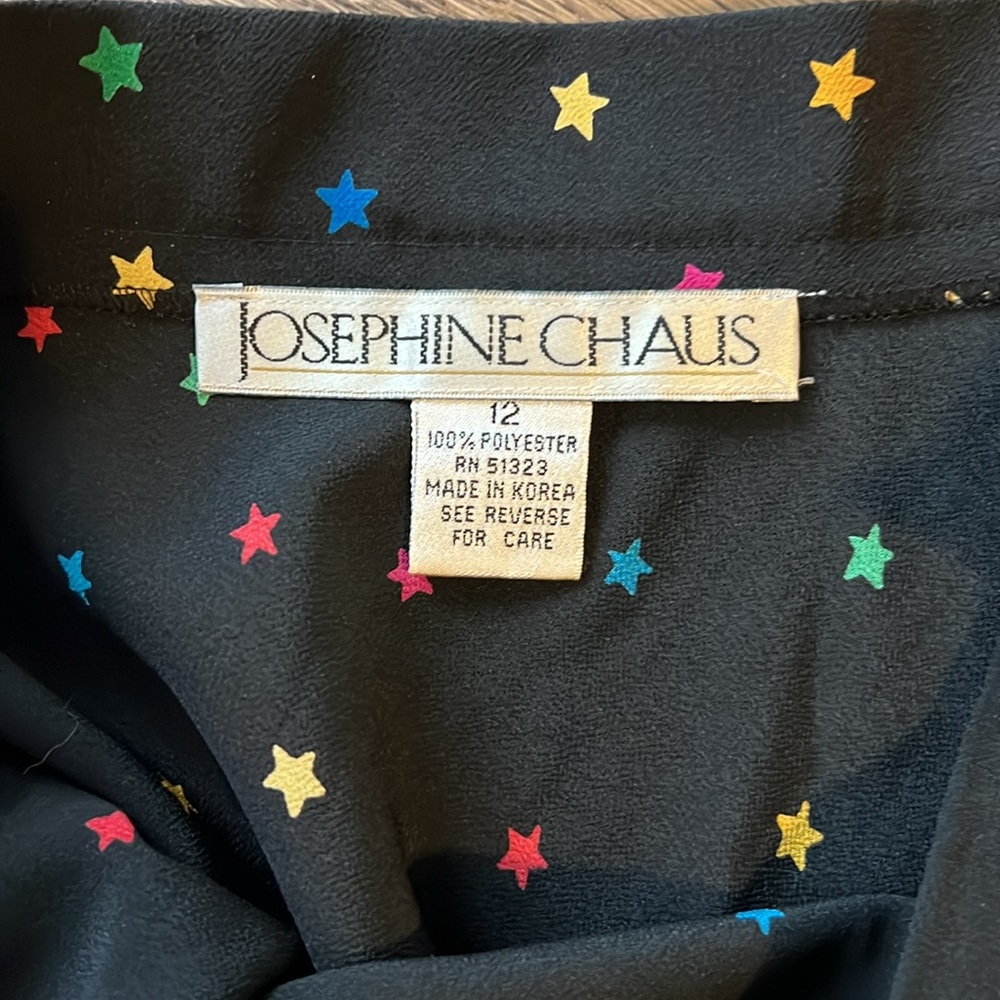 JOSEPHINE CHAUS
12
100% POLYESTER
RN 51323
MADE IN KOREA
SEE REVERSE
FOR CARE